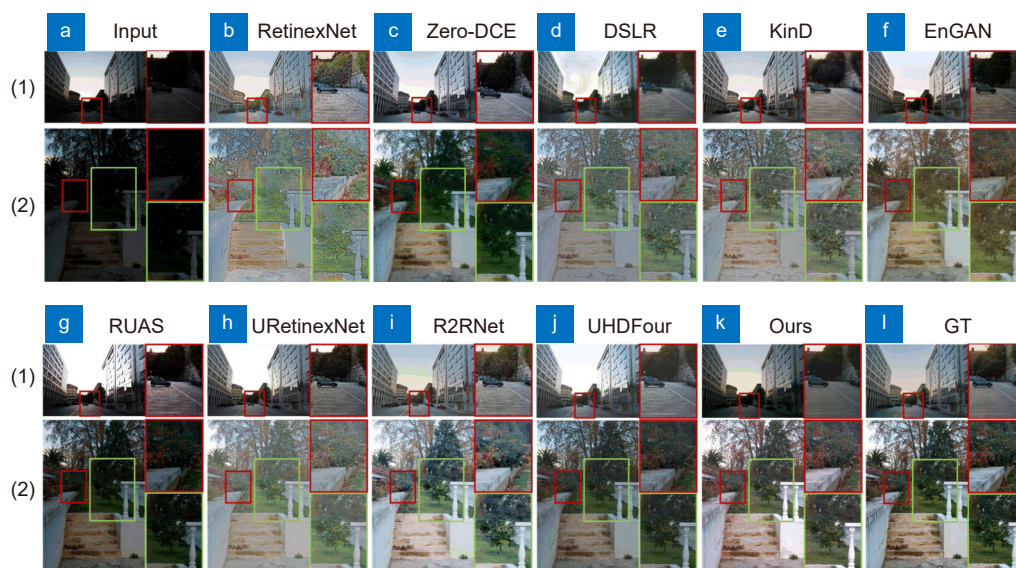 a Input b RetinexNet c Zero-DCE d DSLR e KinD f EnGAN
(1)
(2)
g RUAS h URetinexNet i R2RNet j UHDFour k Ours l GT
(1)
(2)